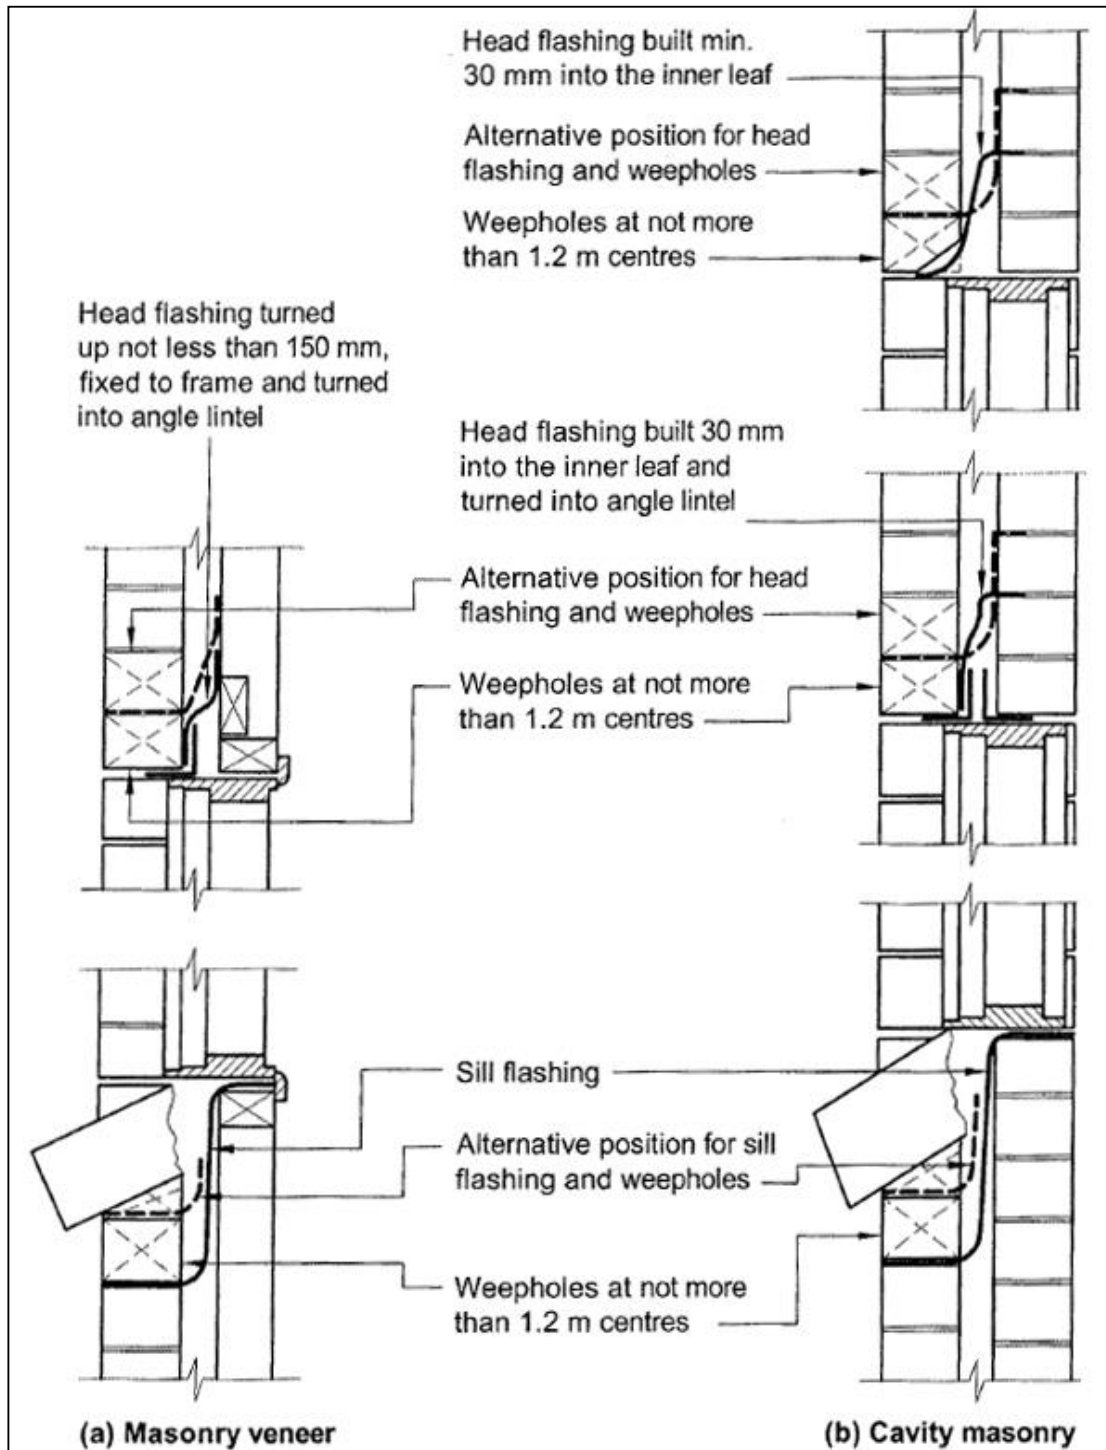 Head flashing built min.
30 mm into the inner leaf
Alternative position for head
flashing and weepholes
Weepholes at not more
than 1.2 m centres
Head flashing turned
up not less than 150 mm,
fixed to frame and turned
into angle lintel
Head flashing built 30 mm
into the inner leaf and
turned into angle lintel
Alternative position for head
flashing and weepholes
Weepholes at not more
than 1.2 m centres
Sill flashing
Alternative position for sill
flashing and weepholes
Weepholes at not more
than 1.2 m centres
(a) Masonry veneer
(b) Cavity masonry